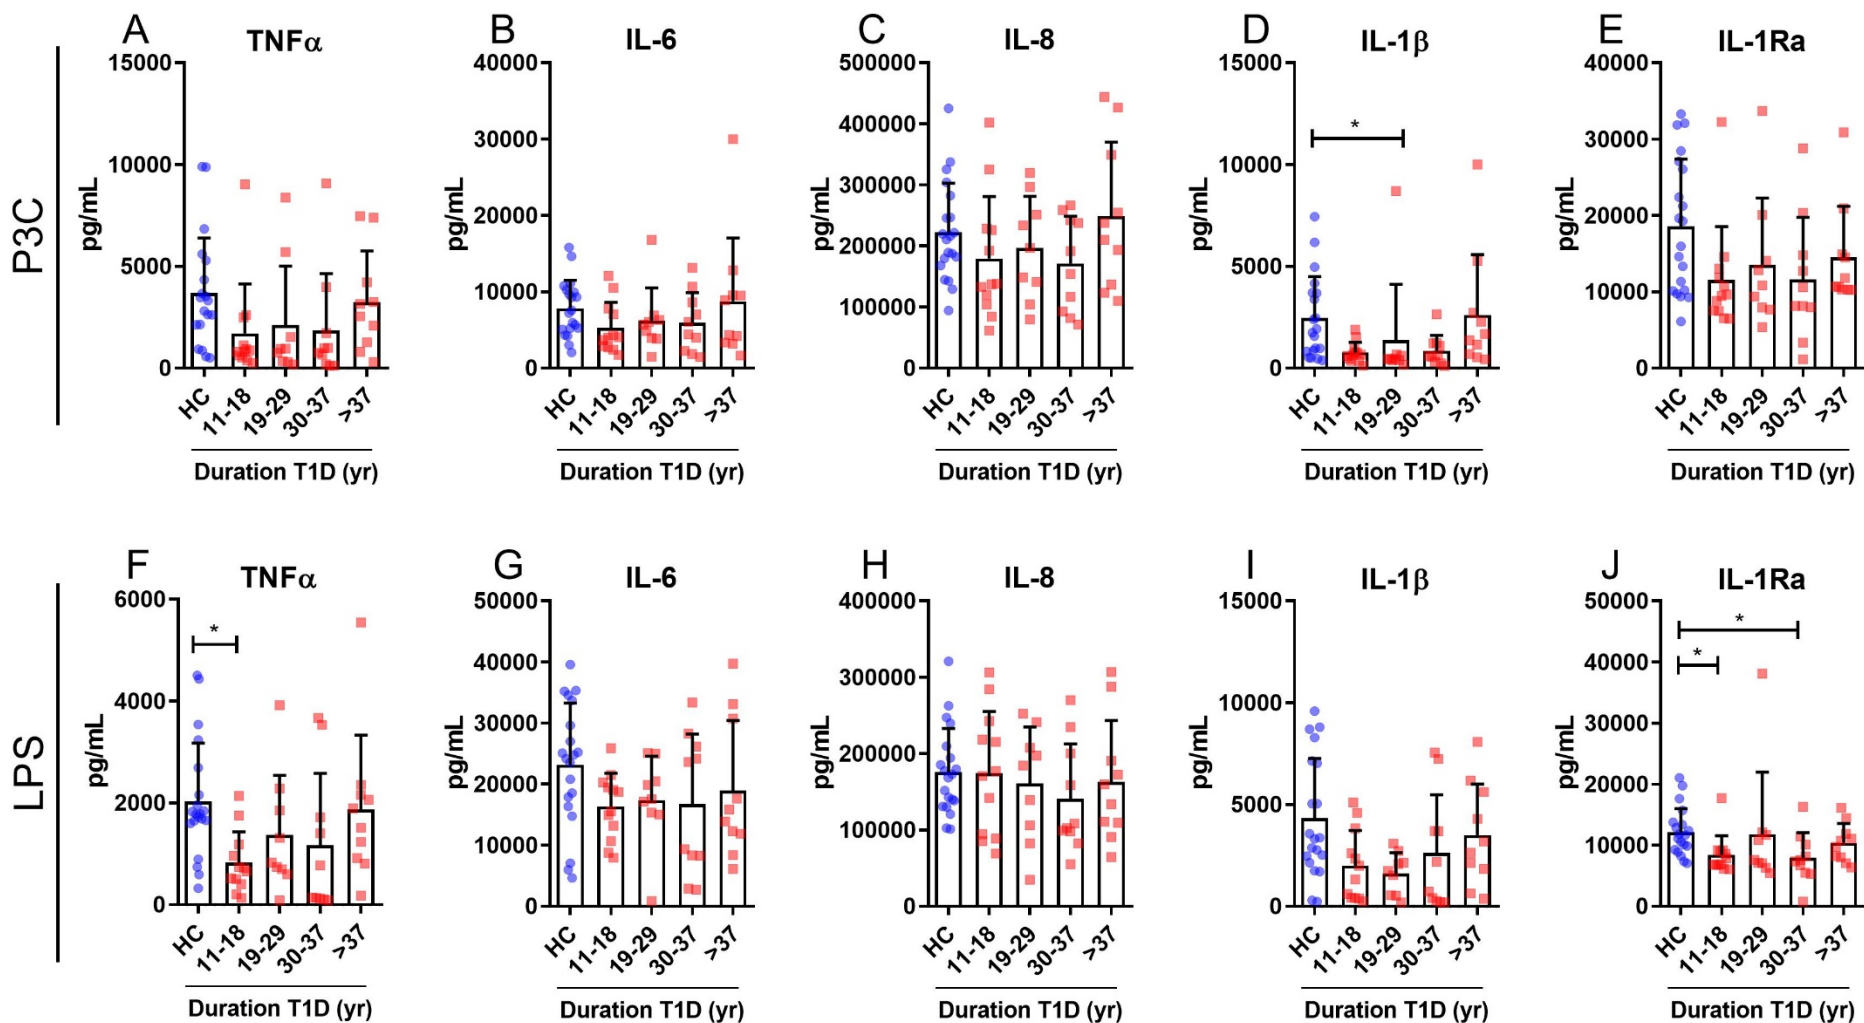 A
TNFα
B
IL-6
C
IL-8
D
IL-1β
E
IL-1Ra
P3C
pg/mL
15000
10000
5000
0
HC
11-18
19-29
30-37
>37
Duration T1D (yr)
pg/mL
40000
30000
20000
10000
0
HC
11-18
19-29
30-37
>37
Duration T1D (yr)
pg/mL
500000
400000
300000
200000
100000
0
HC
11-18
19-29
30-37
>37
Duration T1D (yr)
pg/mL
15000
10000
5000
0
*
HC
11-18
19-29
30-37
>37
Duration T1D (yr)
pg/mL
40000
30000
20000
10000
0
HC
11-18
19-29
30-37
>37
Duration T1D (yr)
F
TNFα
G
IL-6
H
IL-8
I
IL-1β
J
IL-1Ra
LPS
pg/mL
6000
4000
2000
0
*
HC
11-18
19-29
30-37
>37
Duration T1D (yr)
pg/mL
50000
40000
30000
20000
10000
0
HC
11-18
19-29
30-37
>37
Duration T1D (yr)
pg/mL
400000
300000
200000
100000
0
HC
11-18
19-29
30-37
>37
Duration T1D (yr)
pg/mL
15000
10000
5000
0
HC
11-18
19-29
30-37
>37
Duration T1D (yr)
pg/mL
50000
40000
30000
20000
10000
0
*
*
HC
11-18
19-29
30-37
>37
Duration T1D (yr)